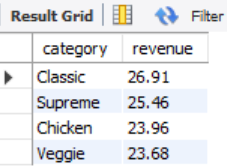 Result Grid Filter
category revenue
Classic 26.91
Supreme 25.46
Chicken 23.96
Veggie 23.68